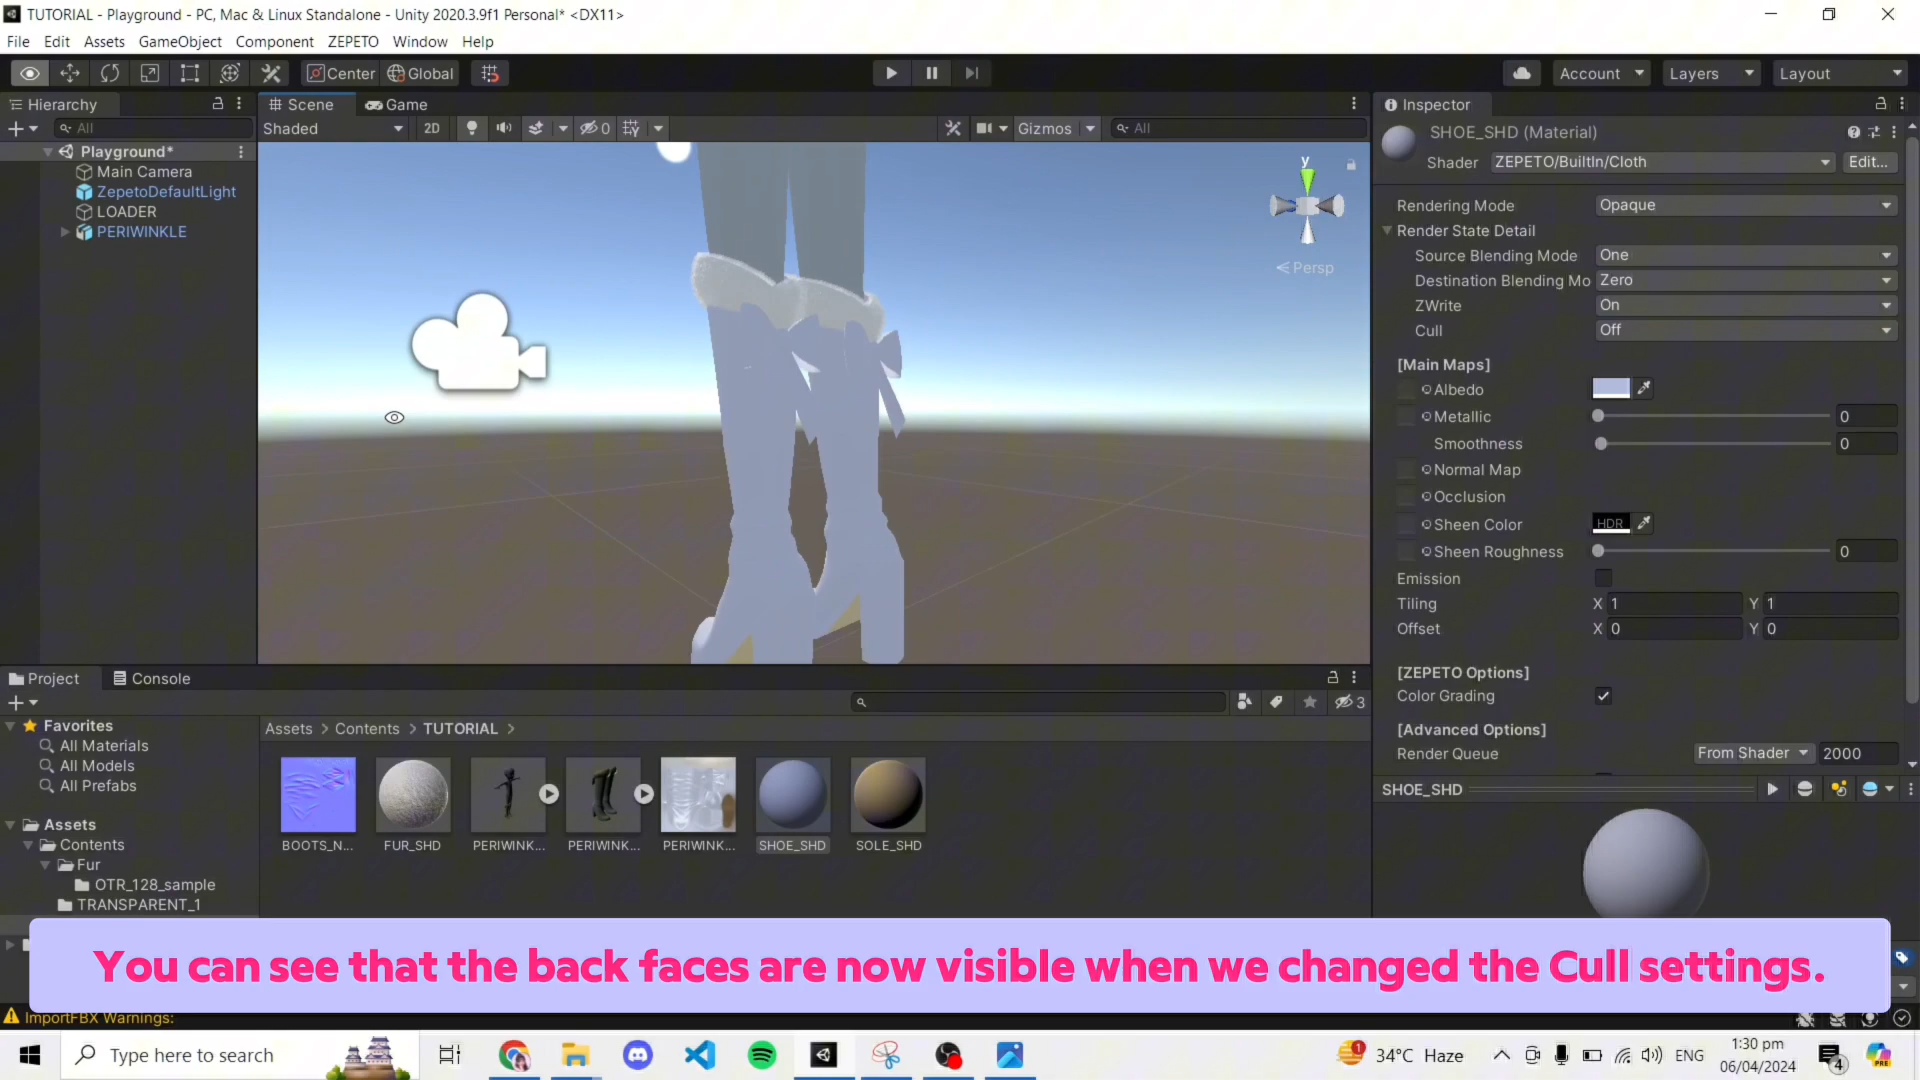 TUTORIAL - Playground - PC, Mac & Linux Standalone - Unity 2020.3.9f1 Personal* <DX11>
File Edit Assets GameObject Component ZEPETO Window Help
Center Global Account Layers Layout
Hierarchy Scene Game Inspector
All Shaded 2D 0 Gizmos All
SHOE_SHD (Material)
Shader ZEPETO/BuiltIn/Cloth Edit...
Playground*
Main Camera
ZepetoDefaultLight
LOADER
PERIWINKLE
y
Persp
Rendering Mode Opaque
Render State Detail
Source Blending Mode One
Destination Blending Mo Zero
ZWrite On
Cull Off
[Main Maps]
Albedo
Metallic 0
Smoothness 0
Normal Map
Occlusion
Sheen Color HDR
Sheen Roughness 0
Emission
Tiling X 1 Y 1
Offset X 0 Y 0
[ZEPETO Options]
Color Grading
[Advanced Options]
Render Queue From Shader 2000
SHOE_SHD
Project Console
3
Favorites
All Materials
All Models
All Prefabs
Assets
Contents
Fur
OTR_128_sample
TRANSPARENT_1
Assets > Contents > TUTORIAL >
BOOTS_N... FUR_SHD PERIWINK... PERIWINK... PERIWINK... SHOE_SHD SOLE_SHD
You can see that the back faces are now visible when we changed the Cull settings.
ImportFBX Warnings:
Type here to search
1
34°C Haze
ENG
1:30 pm
06/04/2024
4
PRE